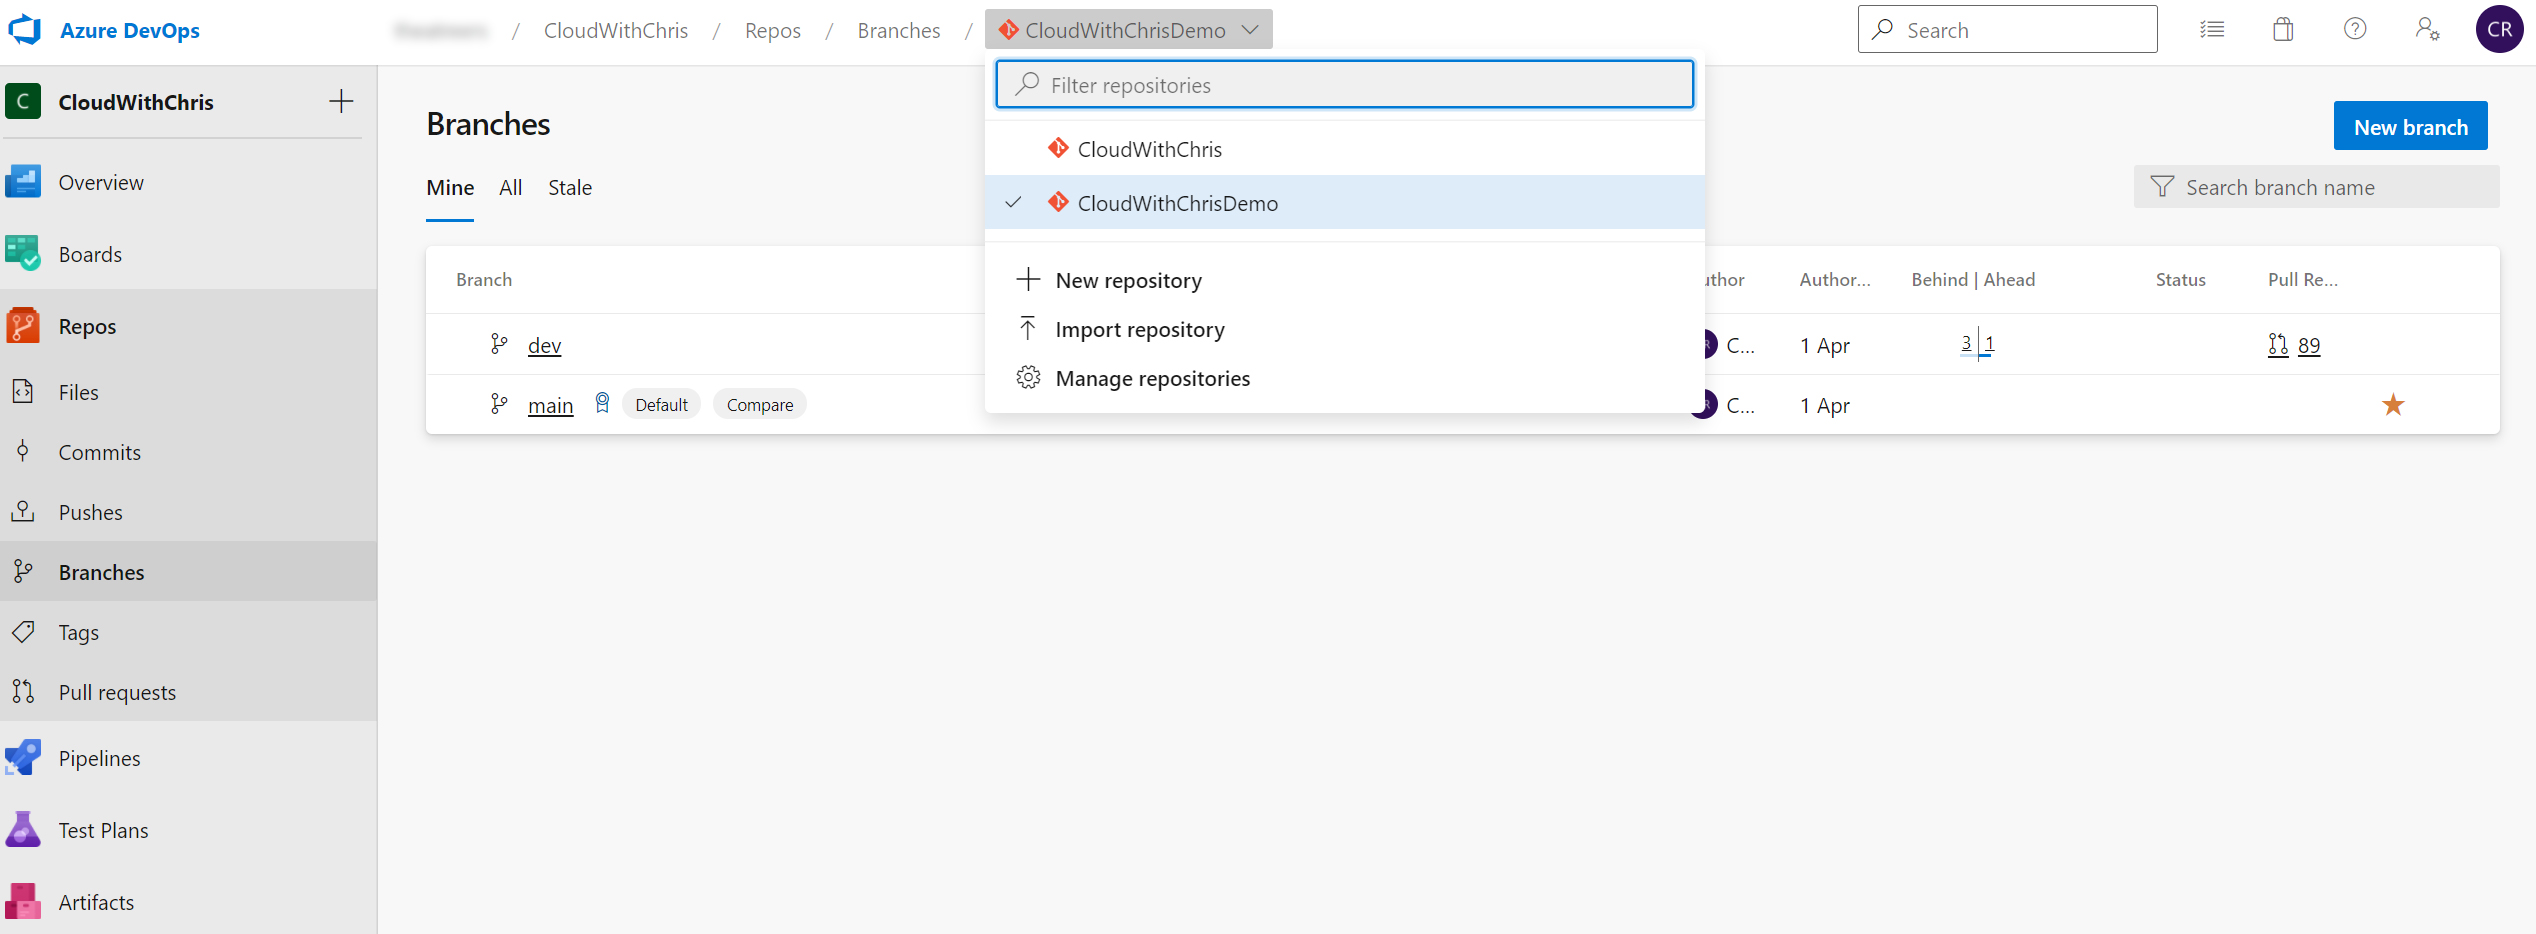 Azure DevOps / CloudWithChris / Repos / Branches / CloudWithChrisDemo Search CR
C CloudWithChris
Overview
Boards
Repos
Files
Commits
Pushes
Branches
Tags
Pull requests
Pipelines
Test Plans
Artifacts
Filter repositories
CloudWithChris
CloudWithChrisDemo
New repository
Import repository
Manage repositories
Branches
New branch
Mine All Stale
Search branch name
Branch Author... Behind | Ahead Status Pull Re...
dev C... 1 Apr 3 1 89
main Default Compare C... 1 Apr